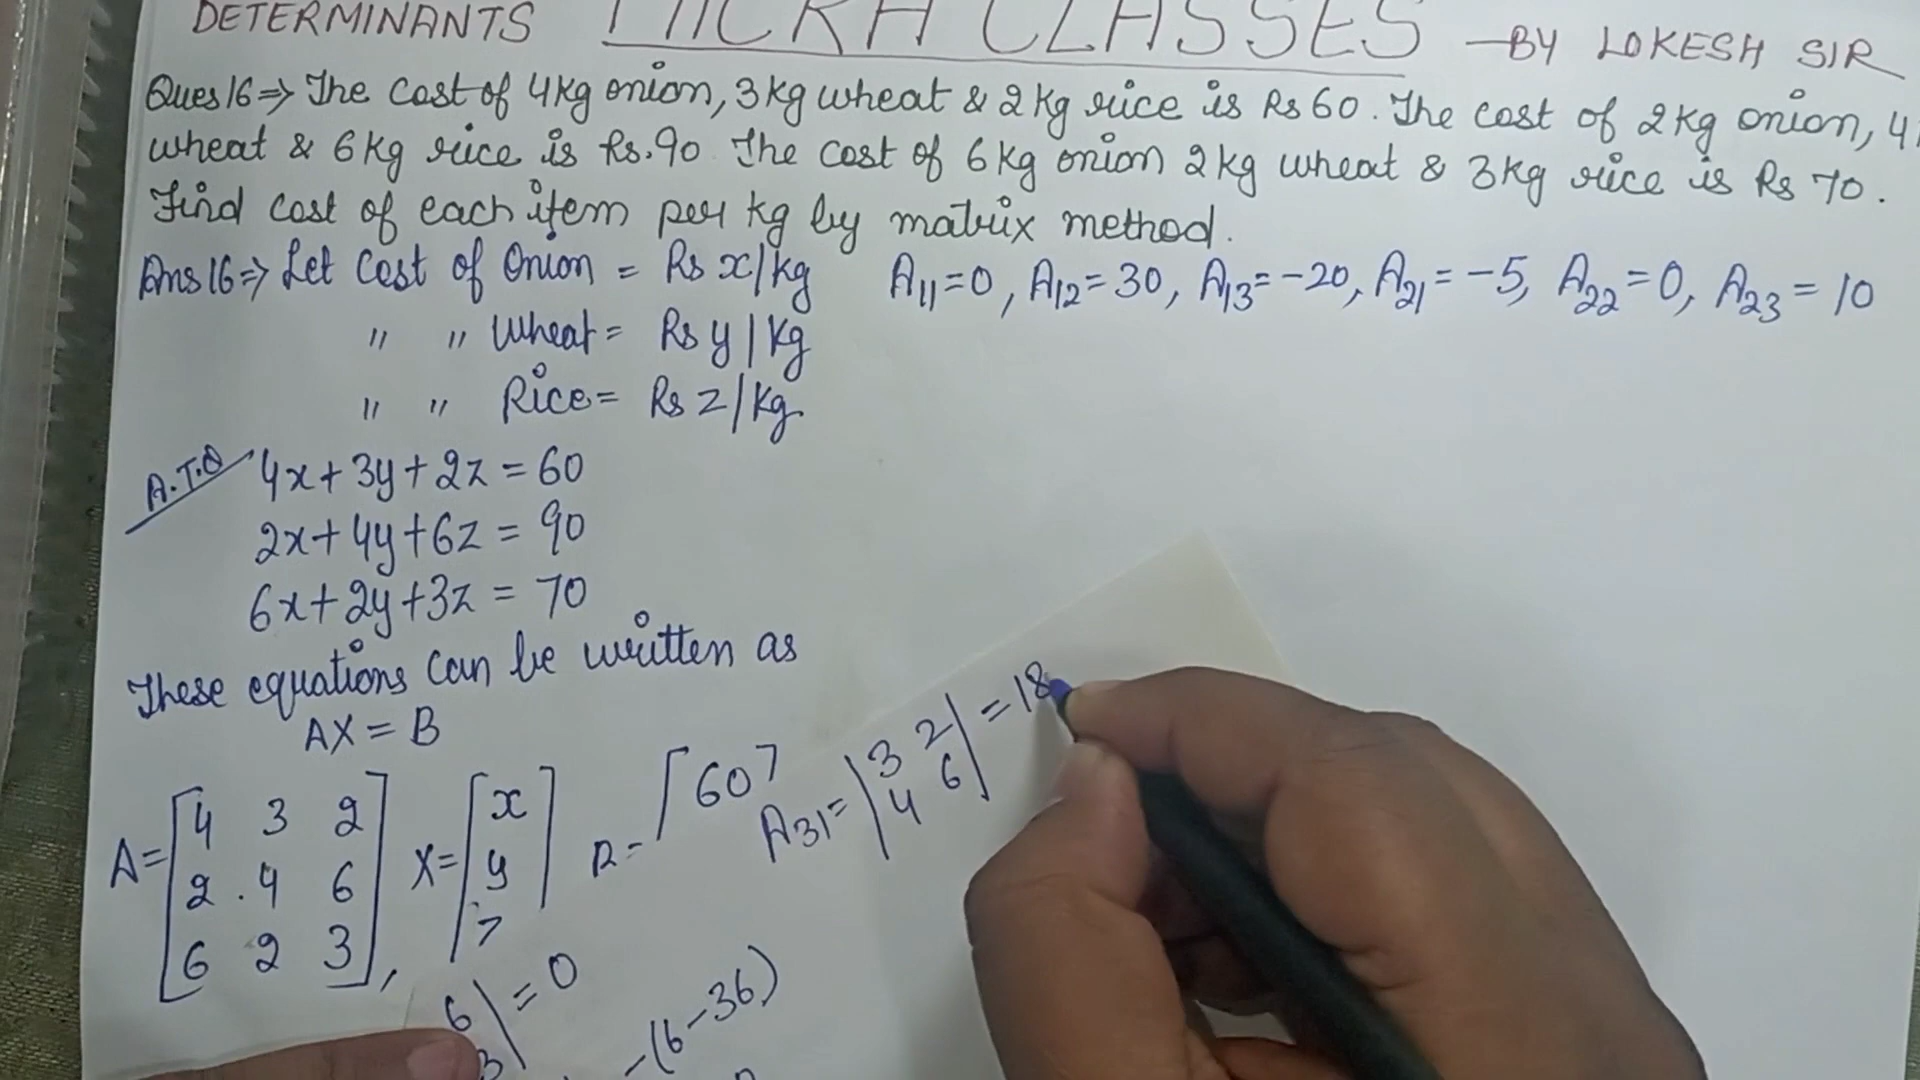 DETERMINANTS CLASSES -BY LOKESH SIR
Ques 16⇒ The cost of 4kg onion, 3kg wheat & 2kg rice is Rs 60. The cost of 2kg onion, 4
wheat & 6kg rice is Rs.90 The cost of 6kg onion 2kg wheat & 3kg rice is Rs 70.
Find cost of each item per kg by matrix method.
Ans 16⇒ Let Cost of Onion = Rs x/kg
" " Wheat = Rs y/kg
" " Rice = Rs z/kg
A.T.Q 4x+3y+2z = 60
2x+4y+6z = 90
6x+2y+3z = 70
These equations can be written as
AX = B
A = [4 3 2
2 4 6
6 2 3], X = [x
y
z] = [60]
A11=0, A12=30, A13=-20, A21=-5, A22=0, A23=10
A31= |3 2
4 6| = 18
6| = 0
3
-(6-36)